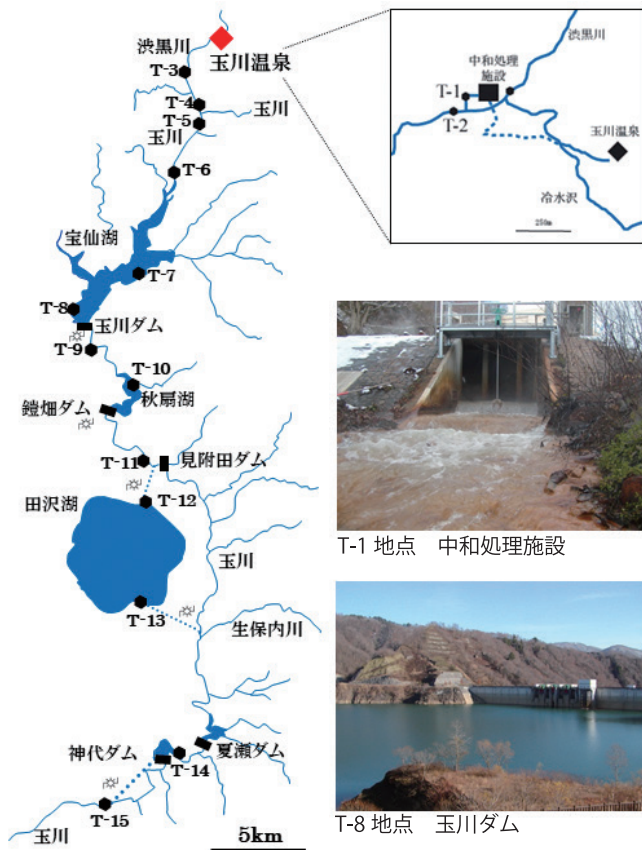 渋黒川
玉川温泉
T-3
T-4
玉川
T-5
玉川
T-6
宝仙湖
T-7
T-8
玉川ダム
T-9
T-10
秋扇湖
鎧畑ダム
T-11
見附田ダム
田沢湖
T-12
玉川
T-13
生保内川
神代ダム
夏瀬ダム
T-14
T-15
玉川
5km
渋黒川
中和処理
施設
T-1
T-2
玉川温泉
冷水沢
250m
T-1 地点　中和処理施設
T-8 地点　玉川ダム